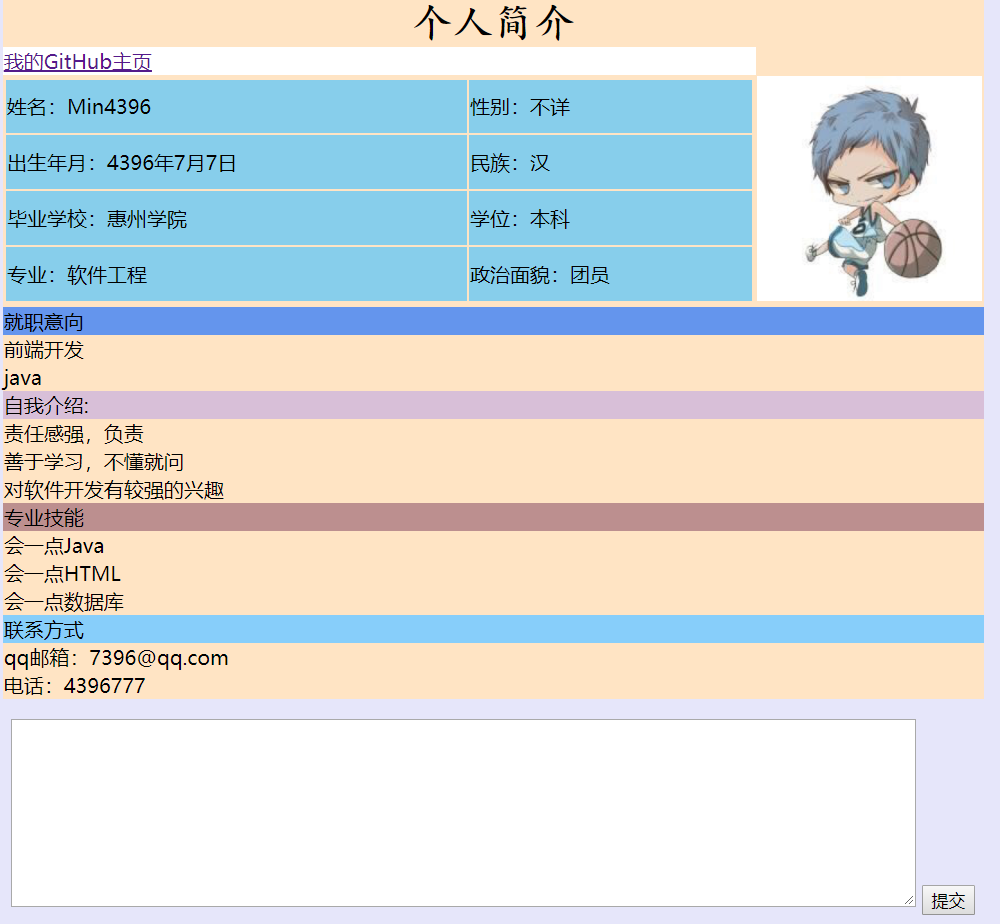 个人简介
我的GitHub主页
姓名：Min4396 性别：不详
出生年月：4396年7月7日 民族：汉
毕业学校：惠州学院 学位：本科
专业：软件工程 政治面貌：团员
就职意向
前端开发
java
自我介绍:
责任感强，负责
善于学习，不懂就问
对软件开发有较强的兴趣
专业技能
会一点Java
会一点HTML
会一点数据库
联系方式
qq邮箱：7396@qq.com
电话：4396777
提交